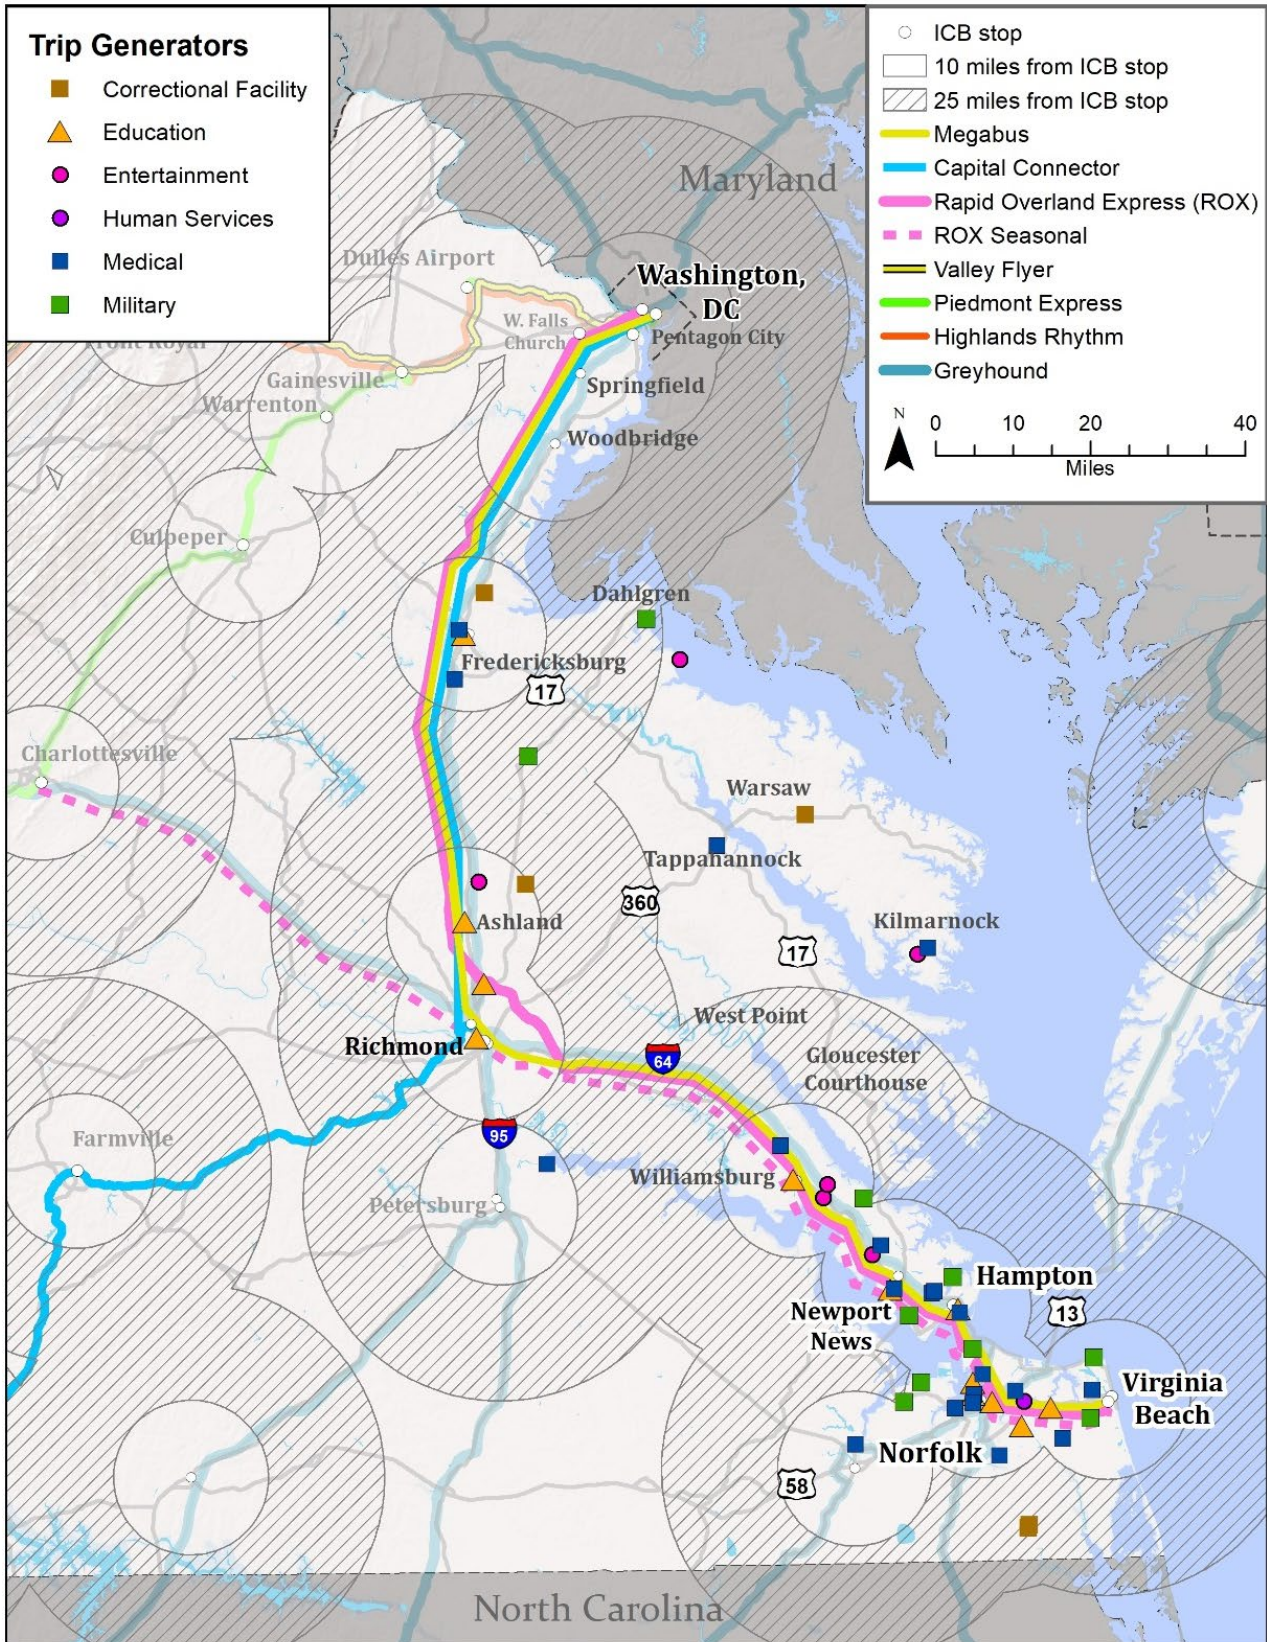 Trip Generators
Correctional Facility
Education
Entertainment
Human Services
Medical
Military
ICB stop
10 miles from ICB stop
25 miles from ICB stop
Megabus
Capital Connector
Rapid Overland Express (ROX)
ROX Seasonal
Valley Flyer
Piedmont Express
Highlands Rhythm
Greyhound
N
0 10 20 40
Miles
Maryland
Dulles Airport
Washington,
DC
W. Falls
Church
Pentagon City
Front Royal
Gainesville
Springfield
Warrenton
Woodbridge
Culpeper
Dahlgren
Fredericksburg
17
Charlottesville
Warsaw
Tappahannock
360
Ashland
Kilmarnock
17
West Point
Richmond
64
Gloucester
Courthouse
95
Farmville
Williamsburg
Petersburg
Hampton
Newport
News
13
Virginia
Beach
Norfolk
58
North Carolina